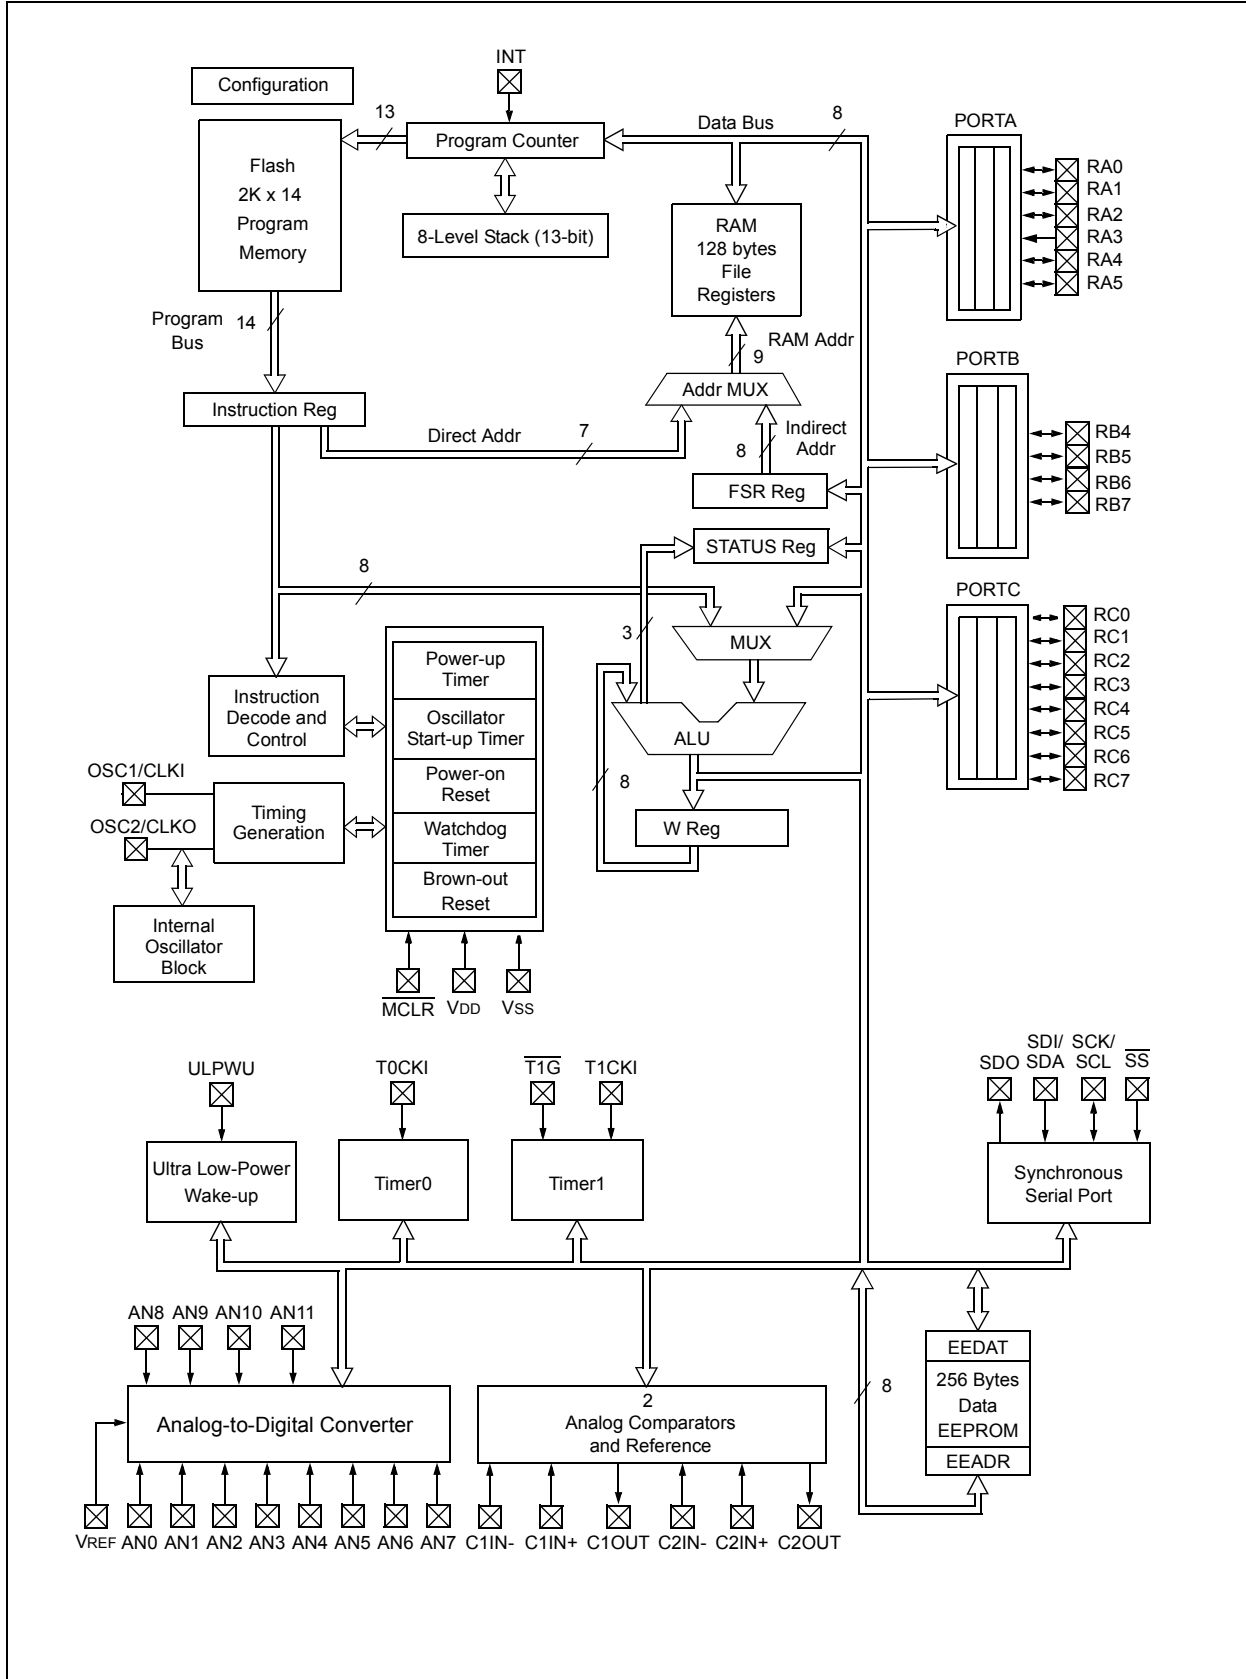 INT
Configuration
13
Program Counter
Data Bus
8
PORTA
Flash
2K x 14
Program
Memory
8-Level Stack (13-bit)
RAM
128 bytes
File
Registers
RA0
RA1
RA2
RA3
RA4
RA5
Program
Bus
14
RAM Addr
9
PORTB
Addr MUX
Instruction Reg
Direct Addr
7
Indirect
Addr
8
FSR Reg
RB4
RB5
RB6
RB7
STATUS Reg
8
PORTC
3
MUX
RC0
RC1
RC2
RC3
RC4
RC5
RC6
RC7
Power-up
Timer
Oscillator
Start-up Timer
Power-on
Reset
Watchdog
Timer
Brown-out
Reset
Instruction
Decode and
Control
ALU
8
W Reg
OSC1/CLKI
OSC2/CLKO
Timing
Generation
Internal
Oscillator
Block
MCLR
VDD
VSS
ULPWU
T0CKI
T1G
T1CKI
SDO
SDI/
SDA
SCK/
SCL
SS
Ultra Low-Power
Wake-up
Timer0
Timer1
Synchronous
Serial Port
AN8
AN9
AN10
AN11
EEDAT
256 Bytes
Data
EEPROM
EEADR
8
Analog-to-Digital Converter
2
Analog Comparators
and Reference
VREF
AN0
AN1
AN2
AN3
AN4
AN5
AN6
AN7
C1IN-
C1IN+
C1OUT
C2IN-
C2IN+
C2OUT